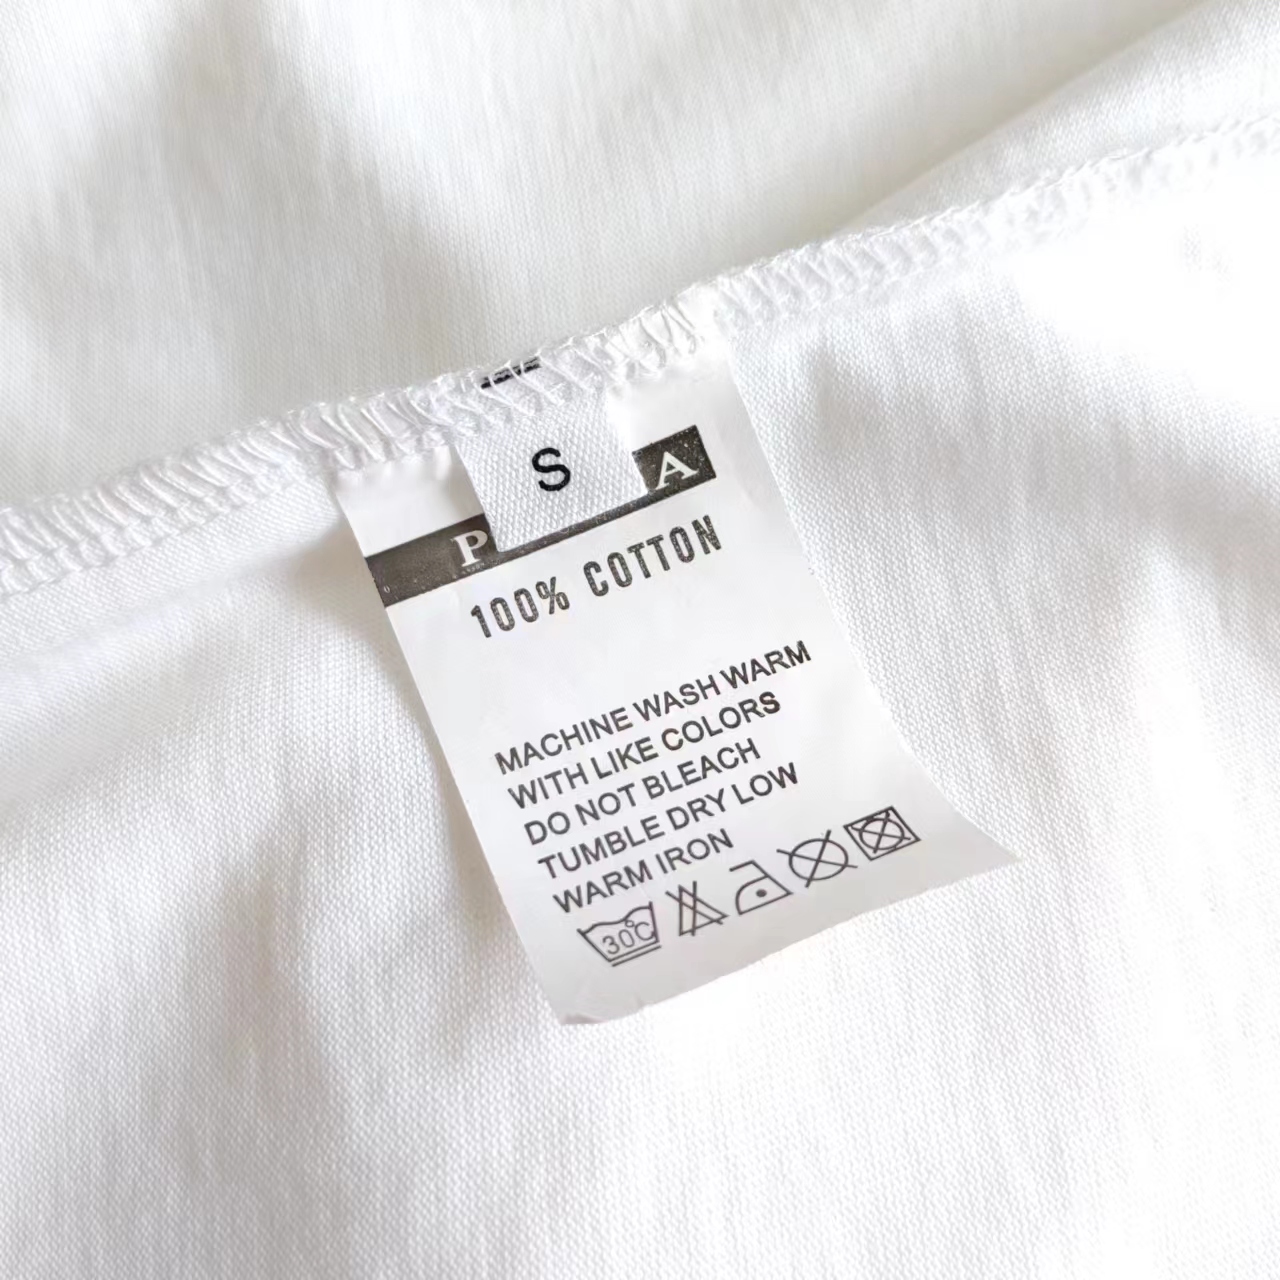 S
100% COTTON
MACHINE WASH WARM
WITH LIKE COLORS
DO NOT BLEACH
TUMBLE DRY LOW
WARM IRON
30°C